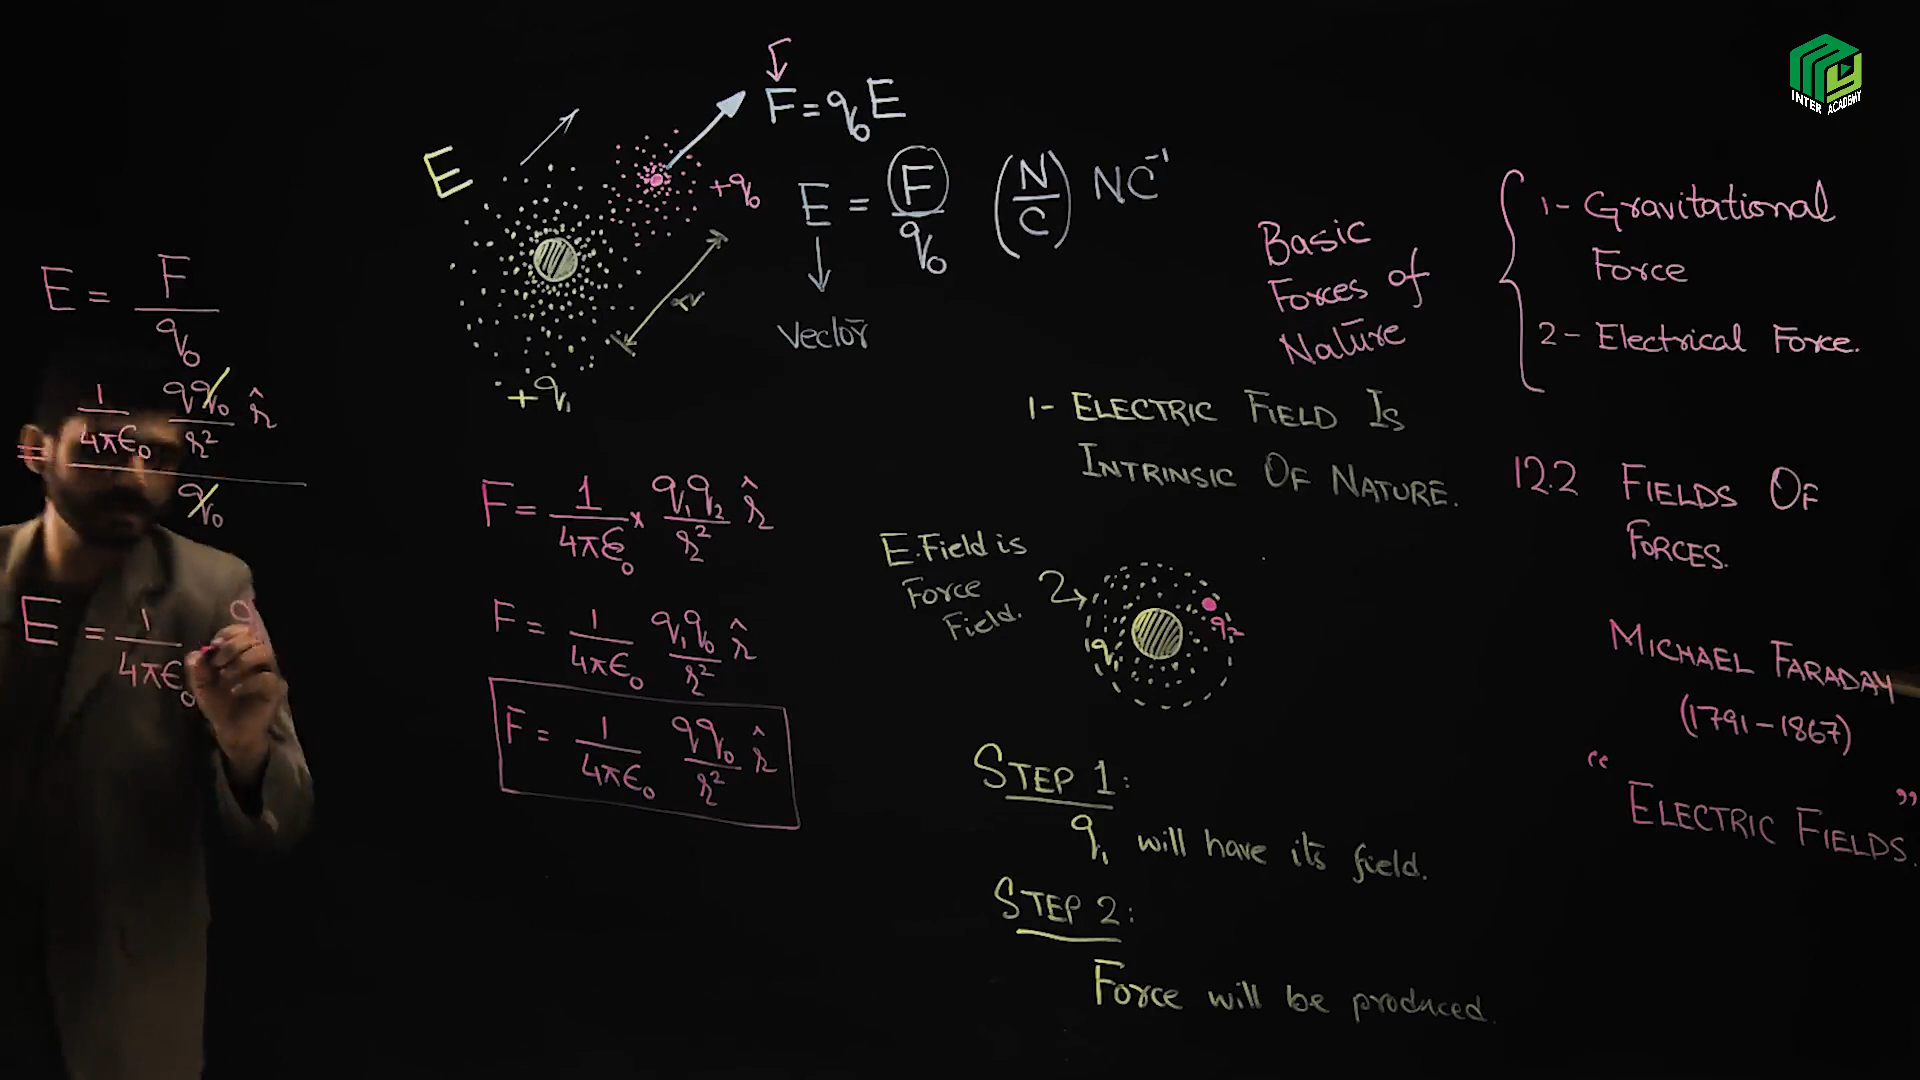 E = F / q₀
= 1/4πϵ₀ qq₀/r² r̂ / q₀
E = 1/4πϵ₀ q
E
F = q₀E
+q₀
E = F/q₀ (N/C) NC⁻¹
Vector
r
+q₁
F = 1/4πϵ₀ × q₁q₂/r² r̂
F = 1/4πϵ₀ q₁q₀/r² r̂
F = 1/4πϵ₀ qq₀/r² r̂
Basic
Forces of
Nature
1- Gravitational
Force
2- Electrical Force.
1- ELECTRIC FIELD IS
INTRINSIC OF NATURE.
E. Field is
Force
Field.
2
q₁
q₂
STEP 1:
q₁ will have its field.
STEP 2:
Force will be produced.
12.2 FIELDS OF
FORCES.
MICHAEL FARADAY
(1791-1867)
“ELECTRIC FIELDS.”
INTER ACADEMY